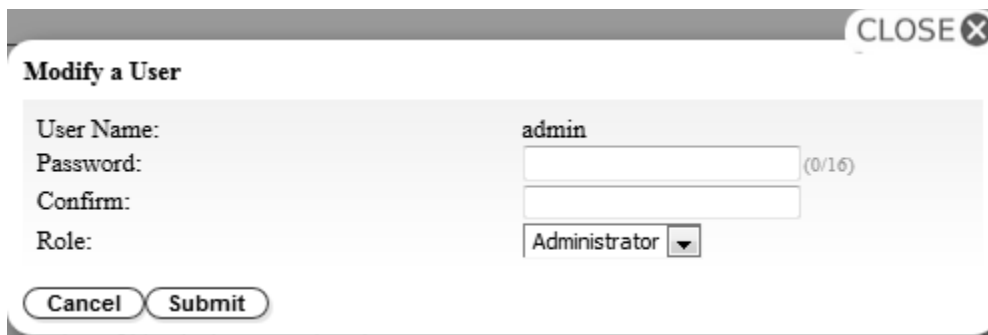 CLOSE
Modify a User
User Name: admin
Password: (0/16)
Confirm:
Role: Administrator
Cancel Submit